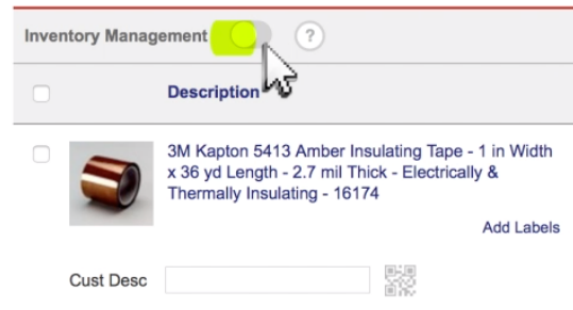 Inventory Management ?
Description
3M Kapton 5413 Amber Insulating Tape - 1 in Width
x 36 yd Length - 2.7 mil Thick - Electrically &
Thermally Insulating - 16174
Add Labels
Cust Desc